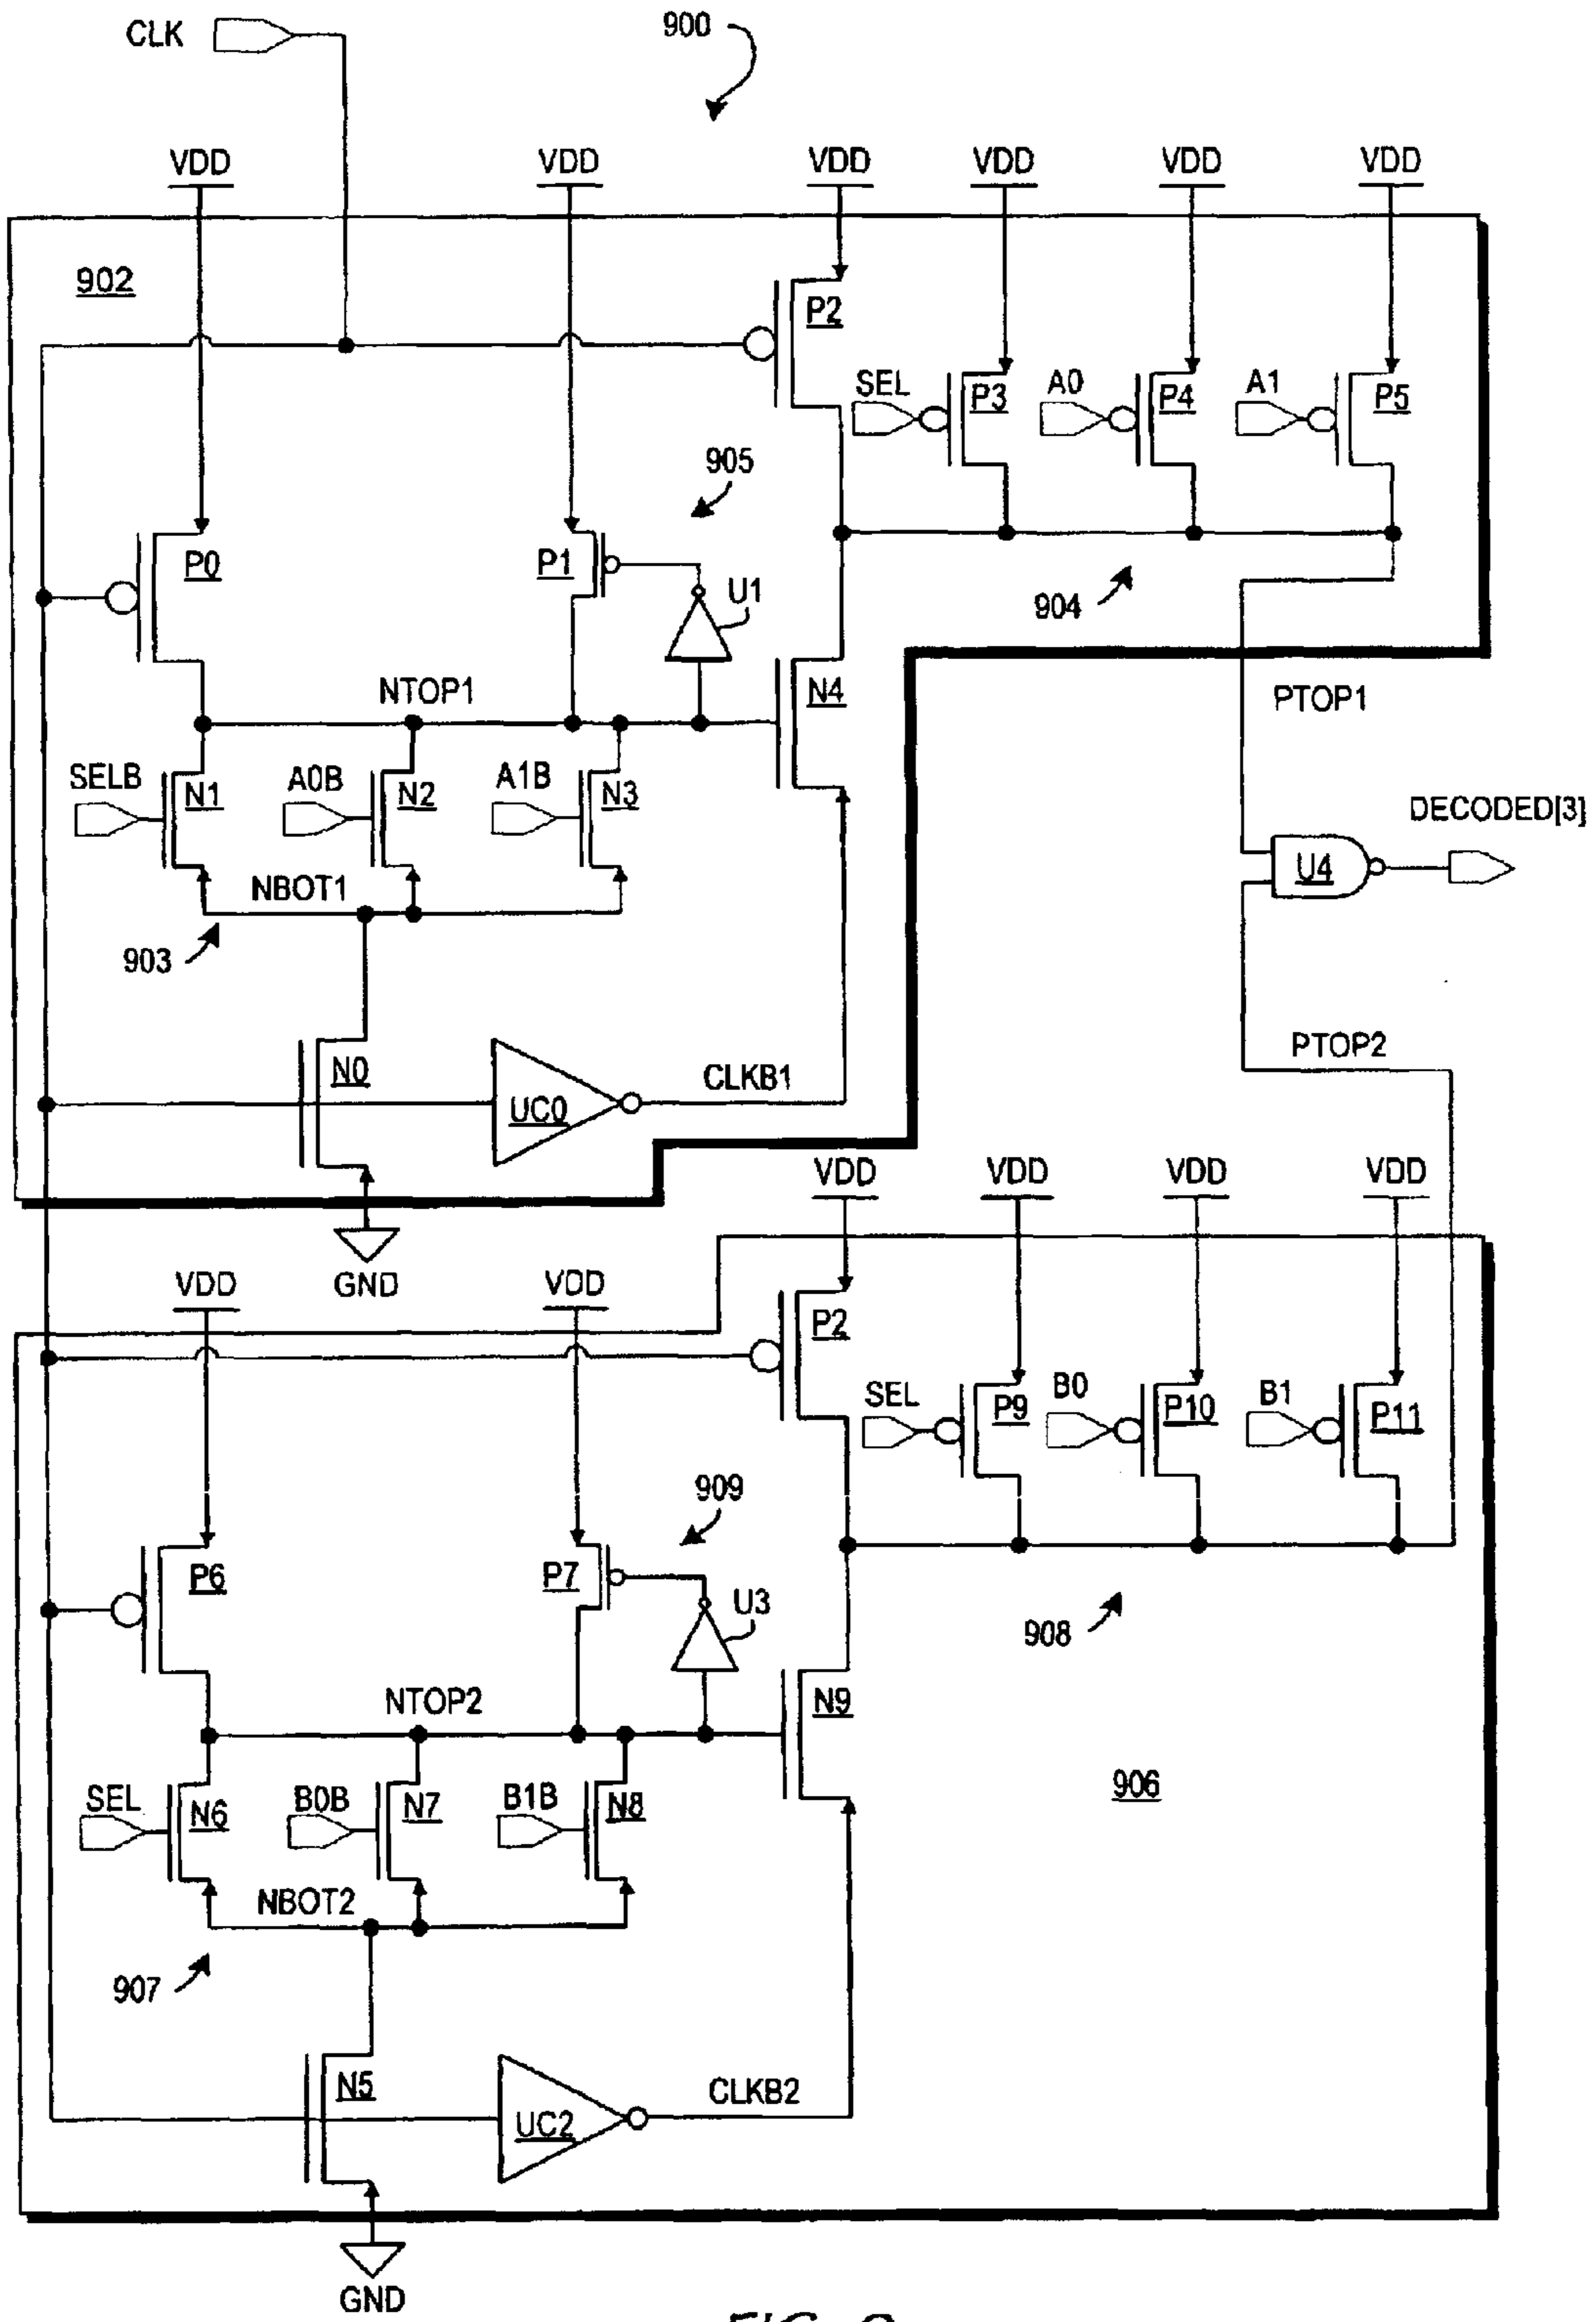 CLK
900
VDD
VDD
VDD
VDD
VDD
VDD
902
P2
SEL
P3
A0
P4
A1
P5
905
P0
P1
U1
904
NTOP1
N4
PTOP1
SELB
N1
A0B
N2
A1B
N3
DECODED[3]
U4
NBOT1
903
PTOP2
N0
UC0
CLKB1
VDD
VDD
VDD
VDD
GND
VDD
VDD
P2
SEL
P9
B0
P10
B1
P11
909
P6
P7
U3
908
NTOP2
N9
906
SEL
N6
B0B
N7
B1B
N8
NBOT2
907
N5
UC2
CLKB2
GND